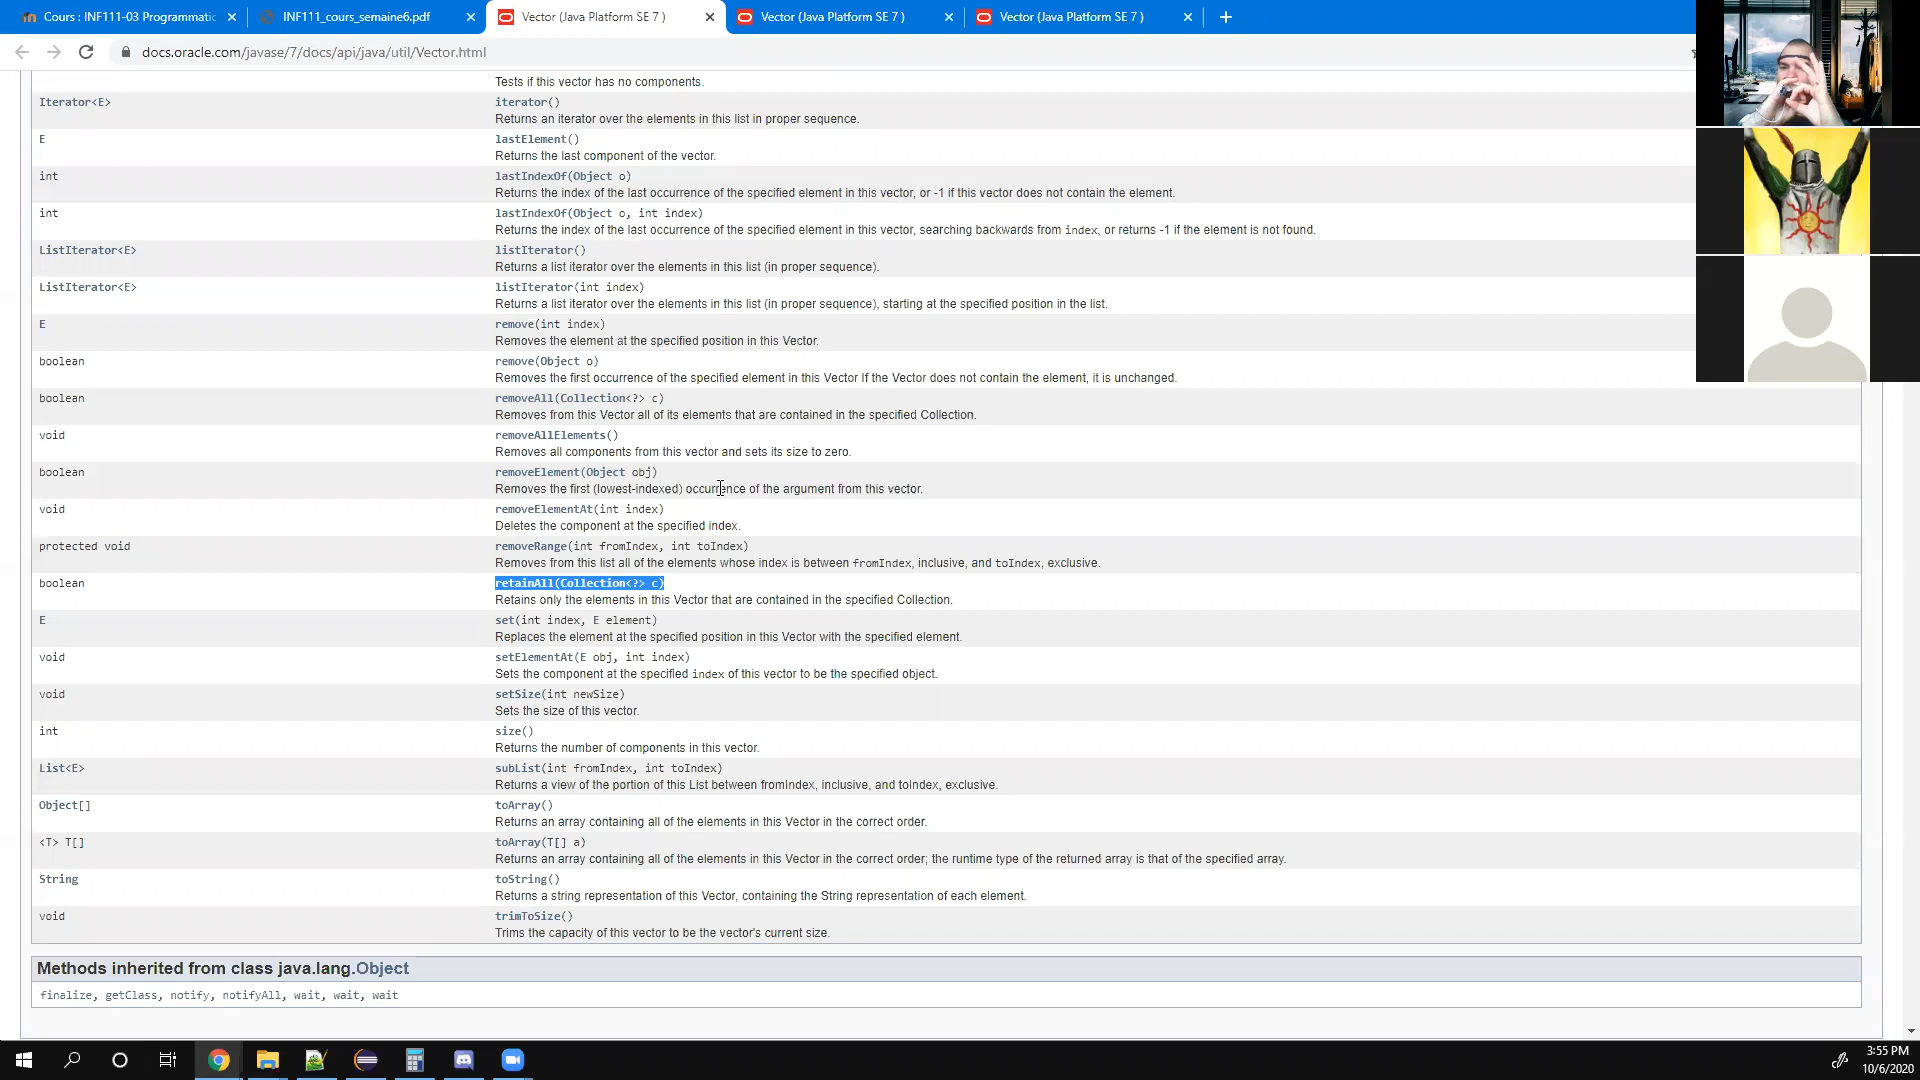 Cours : INF111-03 Programmatic
INF111_cours_semaine6.pdf
Vector (Java Platform SE 7 )
Vector (Java Platform SE 7 )
Vector (Java Platform SE 7 )
docs.oracle.com/javase/7/docs/api/java/util/Vector.html
Tests if this vector has no components.
Iterator<E> iterator()
Returns an iterator over the elements in this list in proper sequence.
E lastElement()
Returns the last component of the vector.
int lastIndexOf(Object o)
Returns the index of the last occurrence of the specified element in this vector, or -1 if this vector does not contain the element.
int lastIndexOf(Object o, int index)
Returns the index of the last occurrence of the specified element in this vector, searching backwards from index, or returns -1 if the element is not found.
ListIterator<E> listIterator()
Returns a list iterator over the elements in this list (in proper sequence).
ListIterator<E> listIterator(int index)
Returns a list iterator over the elements in this list (in proper sequence), starting at the specified position in the list.
E remove(int index)
Removes the element at the specified position in this Vector.
boolean remove(Object o)
Removes the first occurrence of the specified element in this Vector If the Vector does not contain the element, it is unchanged.
boolean removeAll(Collection<?> c)
Removes from this Vector all of its elements that are contained in the specified Collection.
void removeAllElements()
Removes all components from this vector and sets its size to zero.
boolean removeElement(Object obj)
Removes the first (lowest-indexed) occurrence of the argument from this vector.
void removeElementAt(int index)
Deletes the component at the specified index.
protected void removeRange(int fromIndex, int toIndex)
Removes from this list all of the elements whose index is between fromIndex, inclusive, and toIndex, exclusive.
boolean retainAll(Collection<?> c)
Retains only the elements in this Vector that are contained in the specified Collection.
E set(int index, E element)
Replaces the element at the specified position in this Vector with the specified element.
void setElementAt(E obj, int index)
Sets the component at the specified index of this vector to be the specified object.
void setSize(int newSize)
Sets the size of this vector.
int size()
Returns the number of components in this vector.
List<E> subList(int fromIndex, int toIndex)
Returns a view of the portion of this List between fromIndex, inclusive, and toIndex, exclusive.
Object[] toArray()
Returns an array containing all of the elements in this Vector in the correct order.
<T> T[] toArray(T[] a)
Returns an array containing all of the elements in this Vector in the correct order; the runtime type of the returned array is that of the specified array.
String toString()
Returns a string representation of this Vector, containing the String representation of each element.
void trimToSize()
Trims the capacity of this vector to be the vector's current size.
Methods inherited from class java.lang.Object
finalize, getClass, notify, notifyAll, wait, wait, wait
3:55 PM
10/6/2020